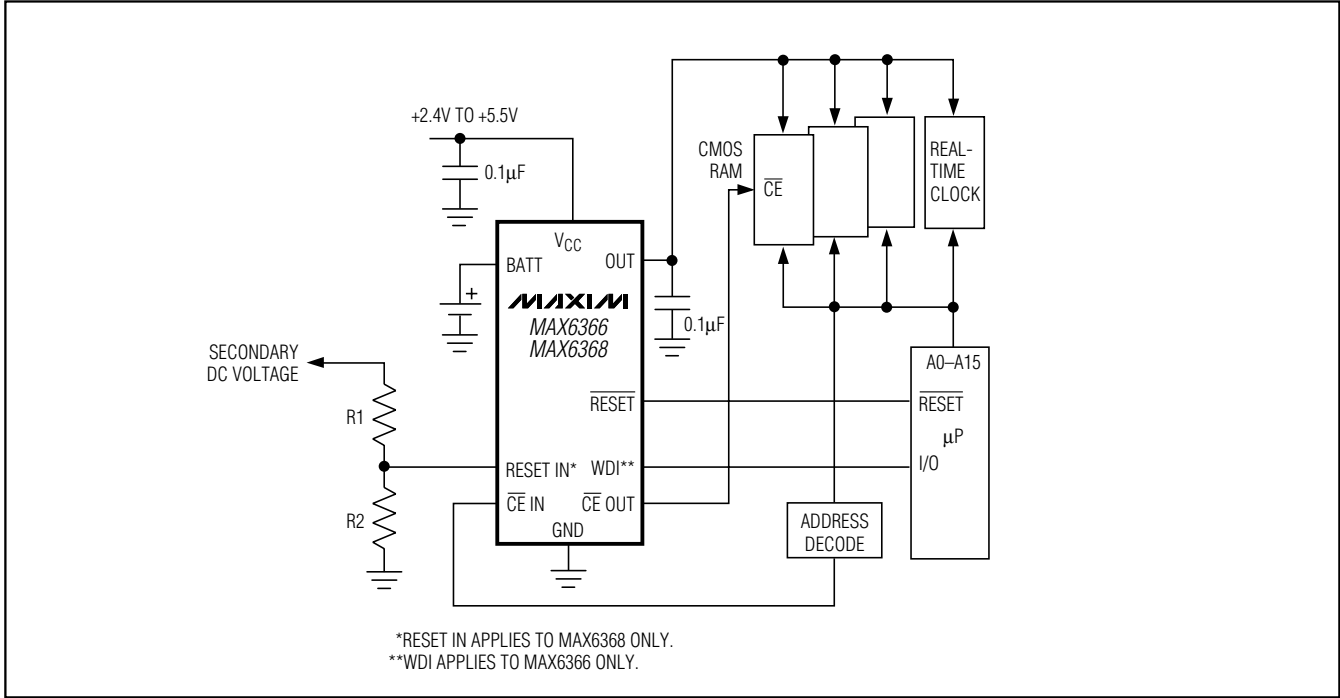 +2.4V TO +5.5V
0.1μF
CMOS
RAM
CE
REAL-
TIME
CLOCK
VCC
BATT
OUT
MAXIM
MAX6366
MAX6368
0.1μF
SECONDARY
DC VOLTAGE
R1
R2
RESET
RESET IN*
WDI**
CE IN
CE OUT
GND
A0–A15
RESET
μP
I/O
ADDRESS
DECODE
*RESET IN APPLIES TO MAX6368 ONLY.
**WDI APPLIES TO MAX6366 ONLY.